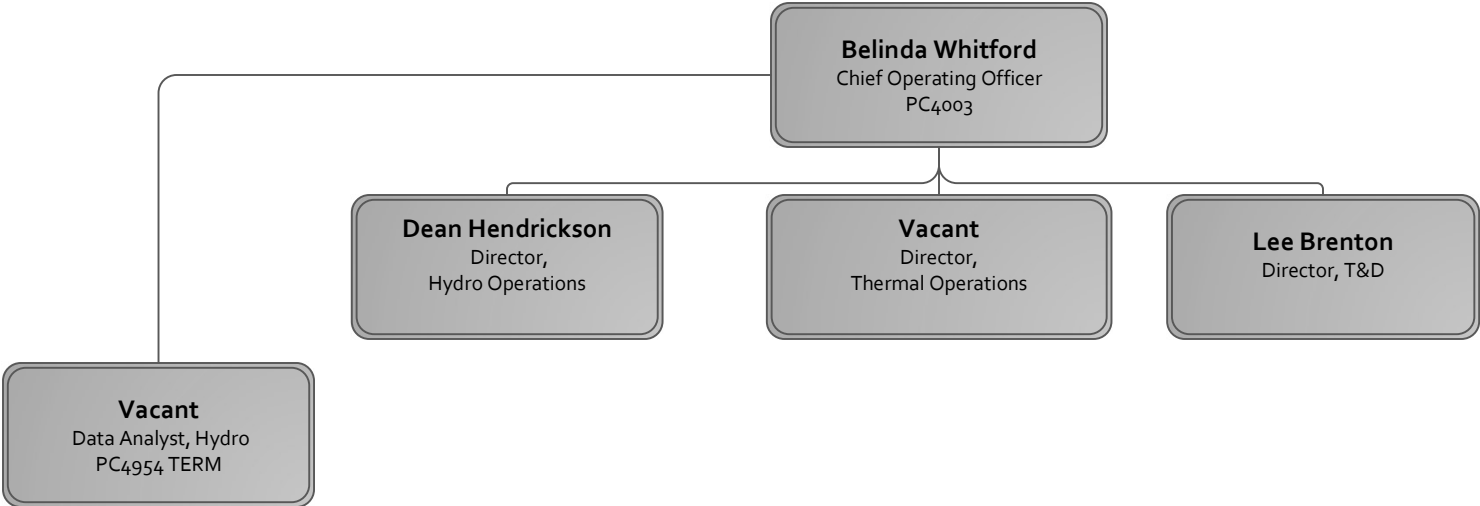 Belinda Whitford
Chief Operating Officer
PC4003
Dean Hendrickson
Director,
Hydro Operations
Vacant
Director,
Thermal Operations
Lee Brenton
Director, T&D
Vacant
Data Analyst, Hydro
PC4954 TERM